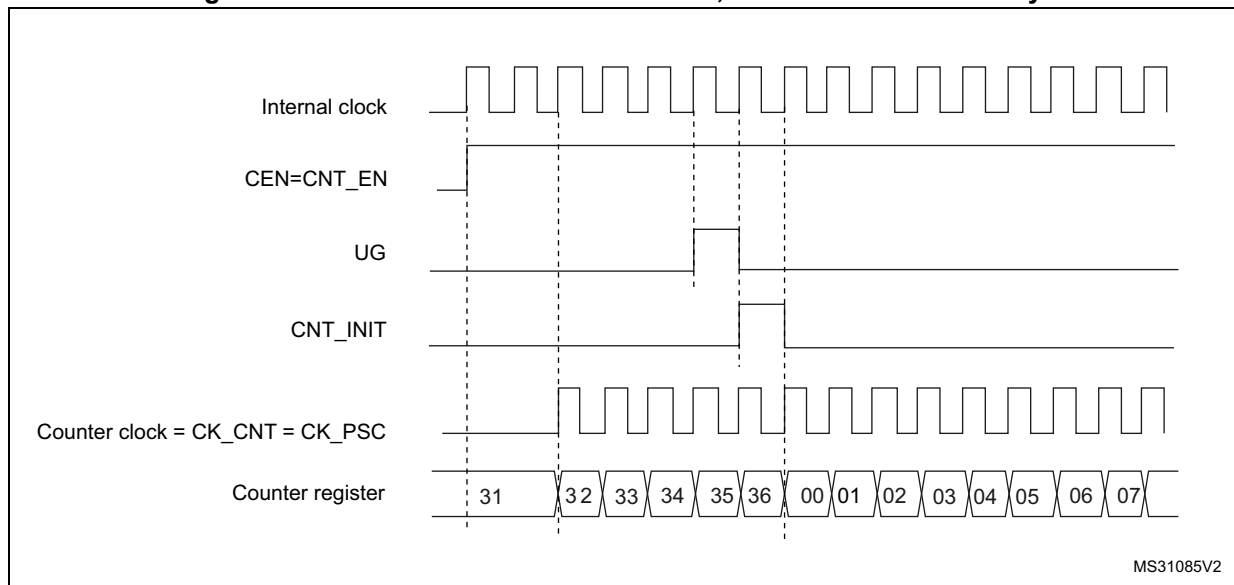 Internal clock
CEN=CNT_EN
UG
CNT_INIT
Counter clock = CK_CNT = CK_PSC
Counter register 31 32 33 34 35 36 00 01 02 03 04 05 06 07
MS31085V2